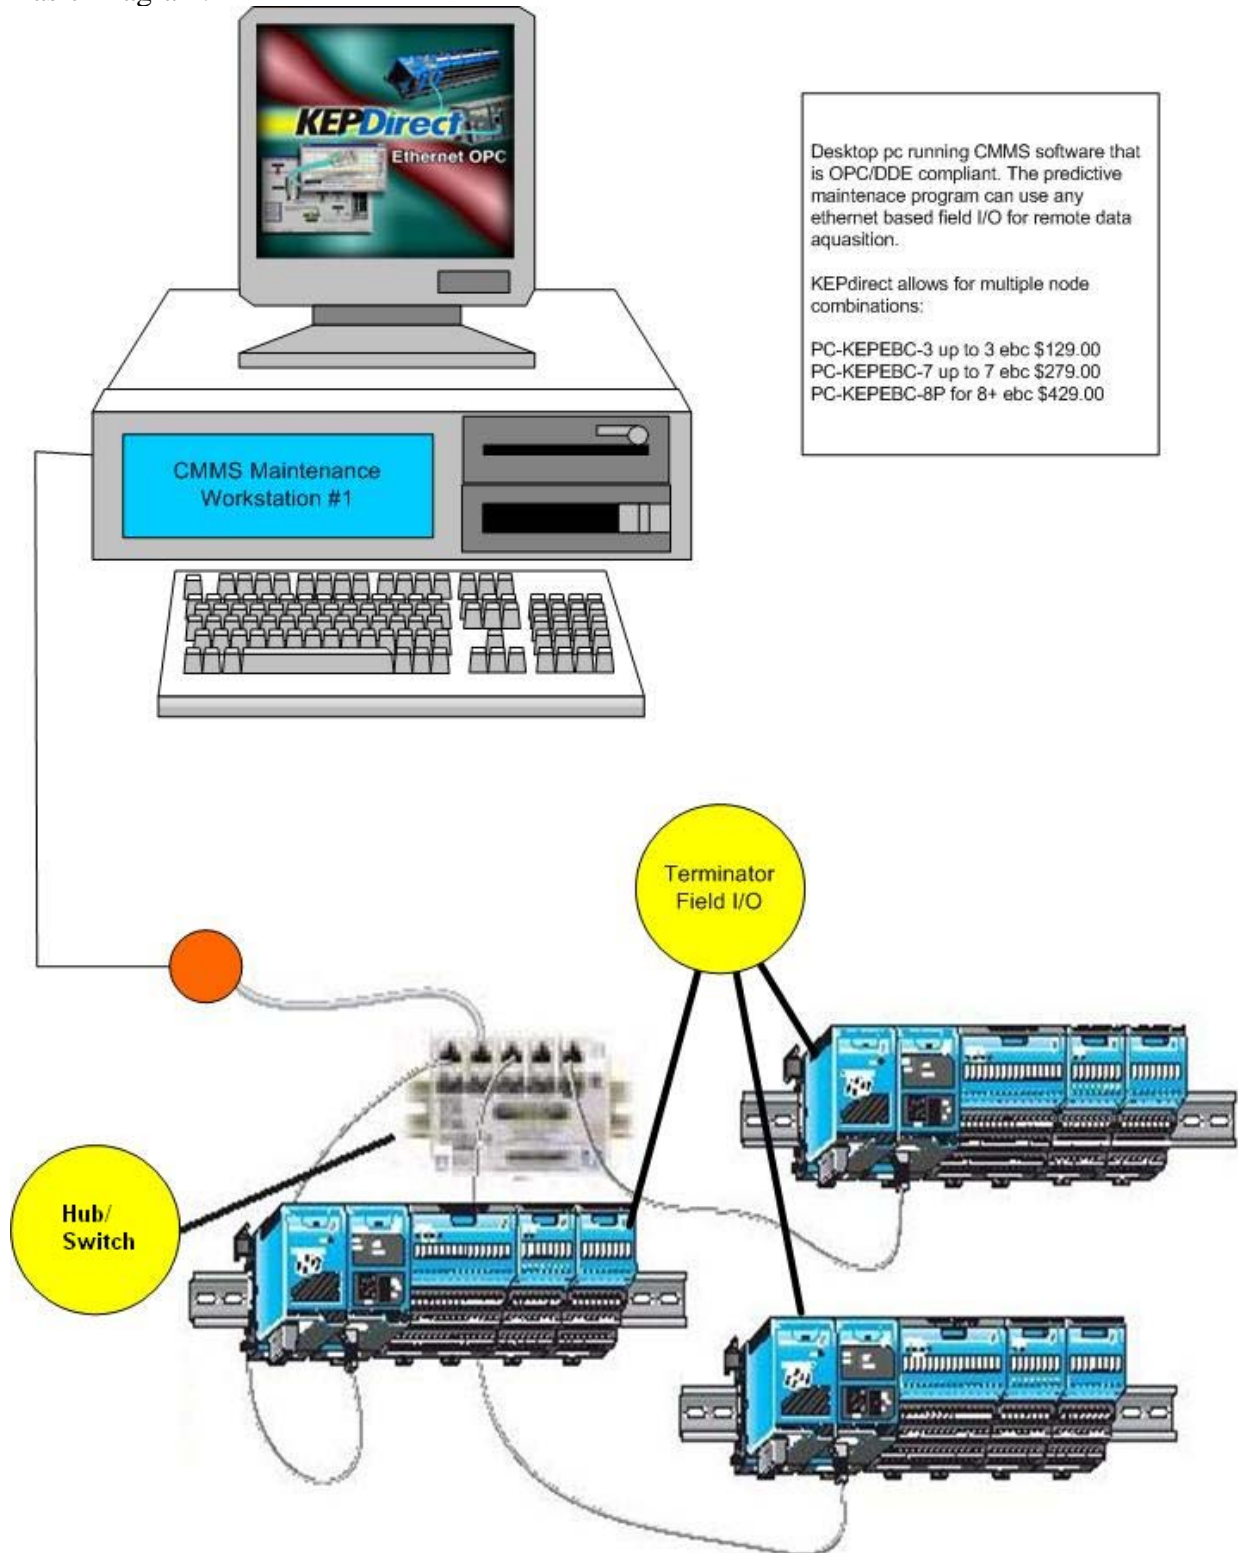 KEPDirect
Ethernet OPC
Desktop pc running CMMS software that
is OPC/DDE compliant. The predictive
maintenace program can use any
ethernet based field I/O for remote data
aquasition.
KEPdirect allows for multiple node
combinations:
PC-KEPEBC-3 up to 3 ebc $129.00
PC-KEPEBC-7 up to 7 ebc $279.00
PC-KEPEBC-8P for 8+ ebc $429.00
CMMS Maintenance
Workstation #1
Terminator
Field I/O
Hub/
Switch